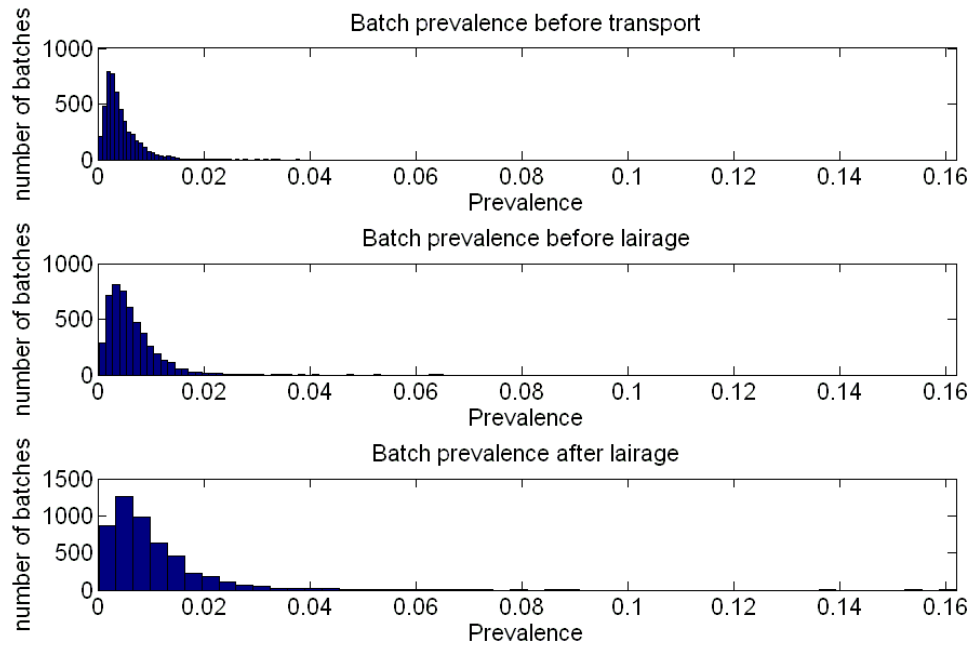 Batch prevalence before transport
number of batches
1000
500
0
0 0.02 0.04 0.06 0.08 0.1 0.12 0.14 0.16
Prevalence
Batch prevalence before lairage
number of batches
1000
500
0
0 0.02 0.04 0.06 0.08 0.1 0.12 0.14 0.16
Prevalence
Batch prevalence after lairage
number of batches
1500
1000
500
0
0 0.02 0.04 0.06 0.08 0.1 0.12 0.14 0.16
Prevalence